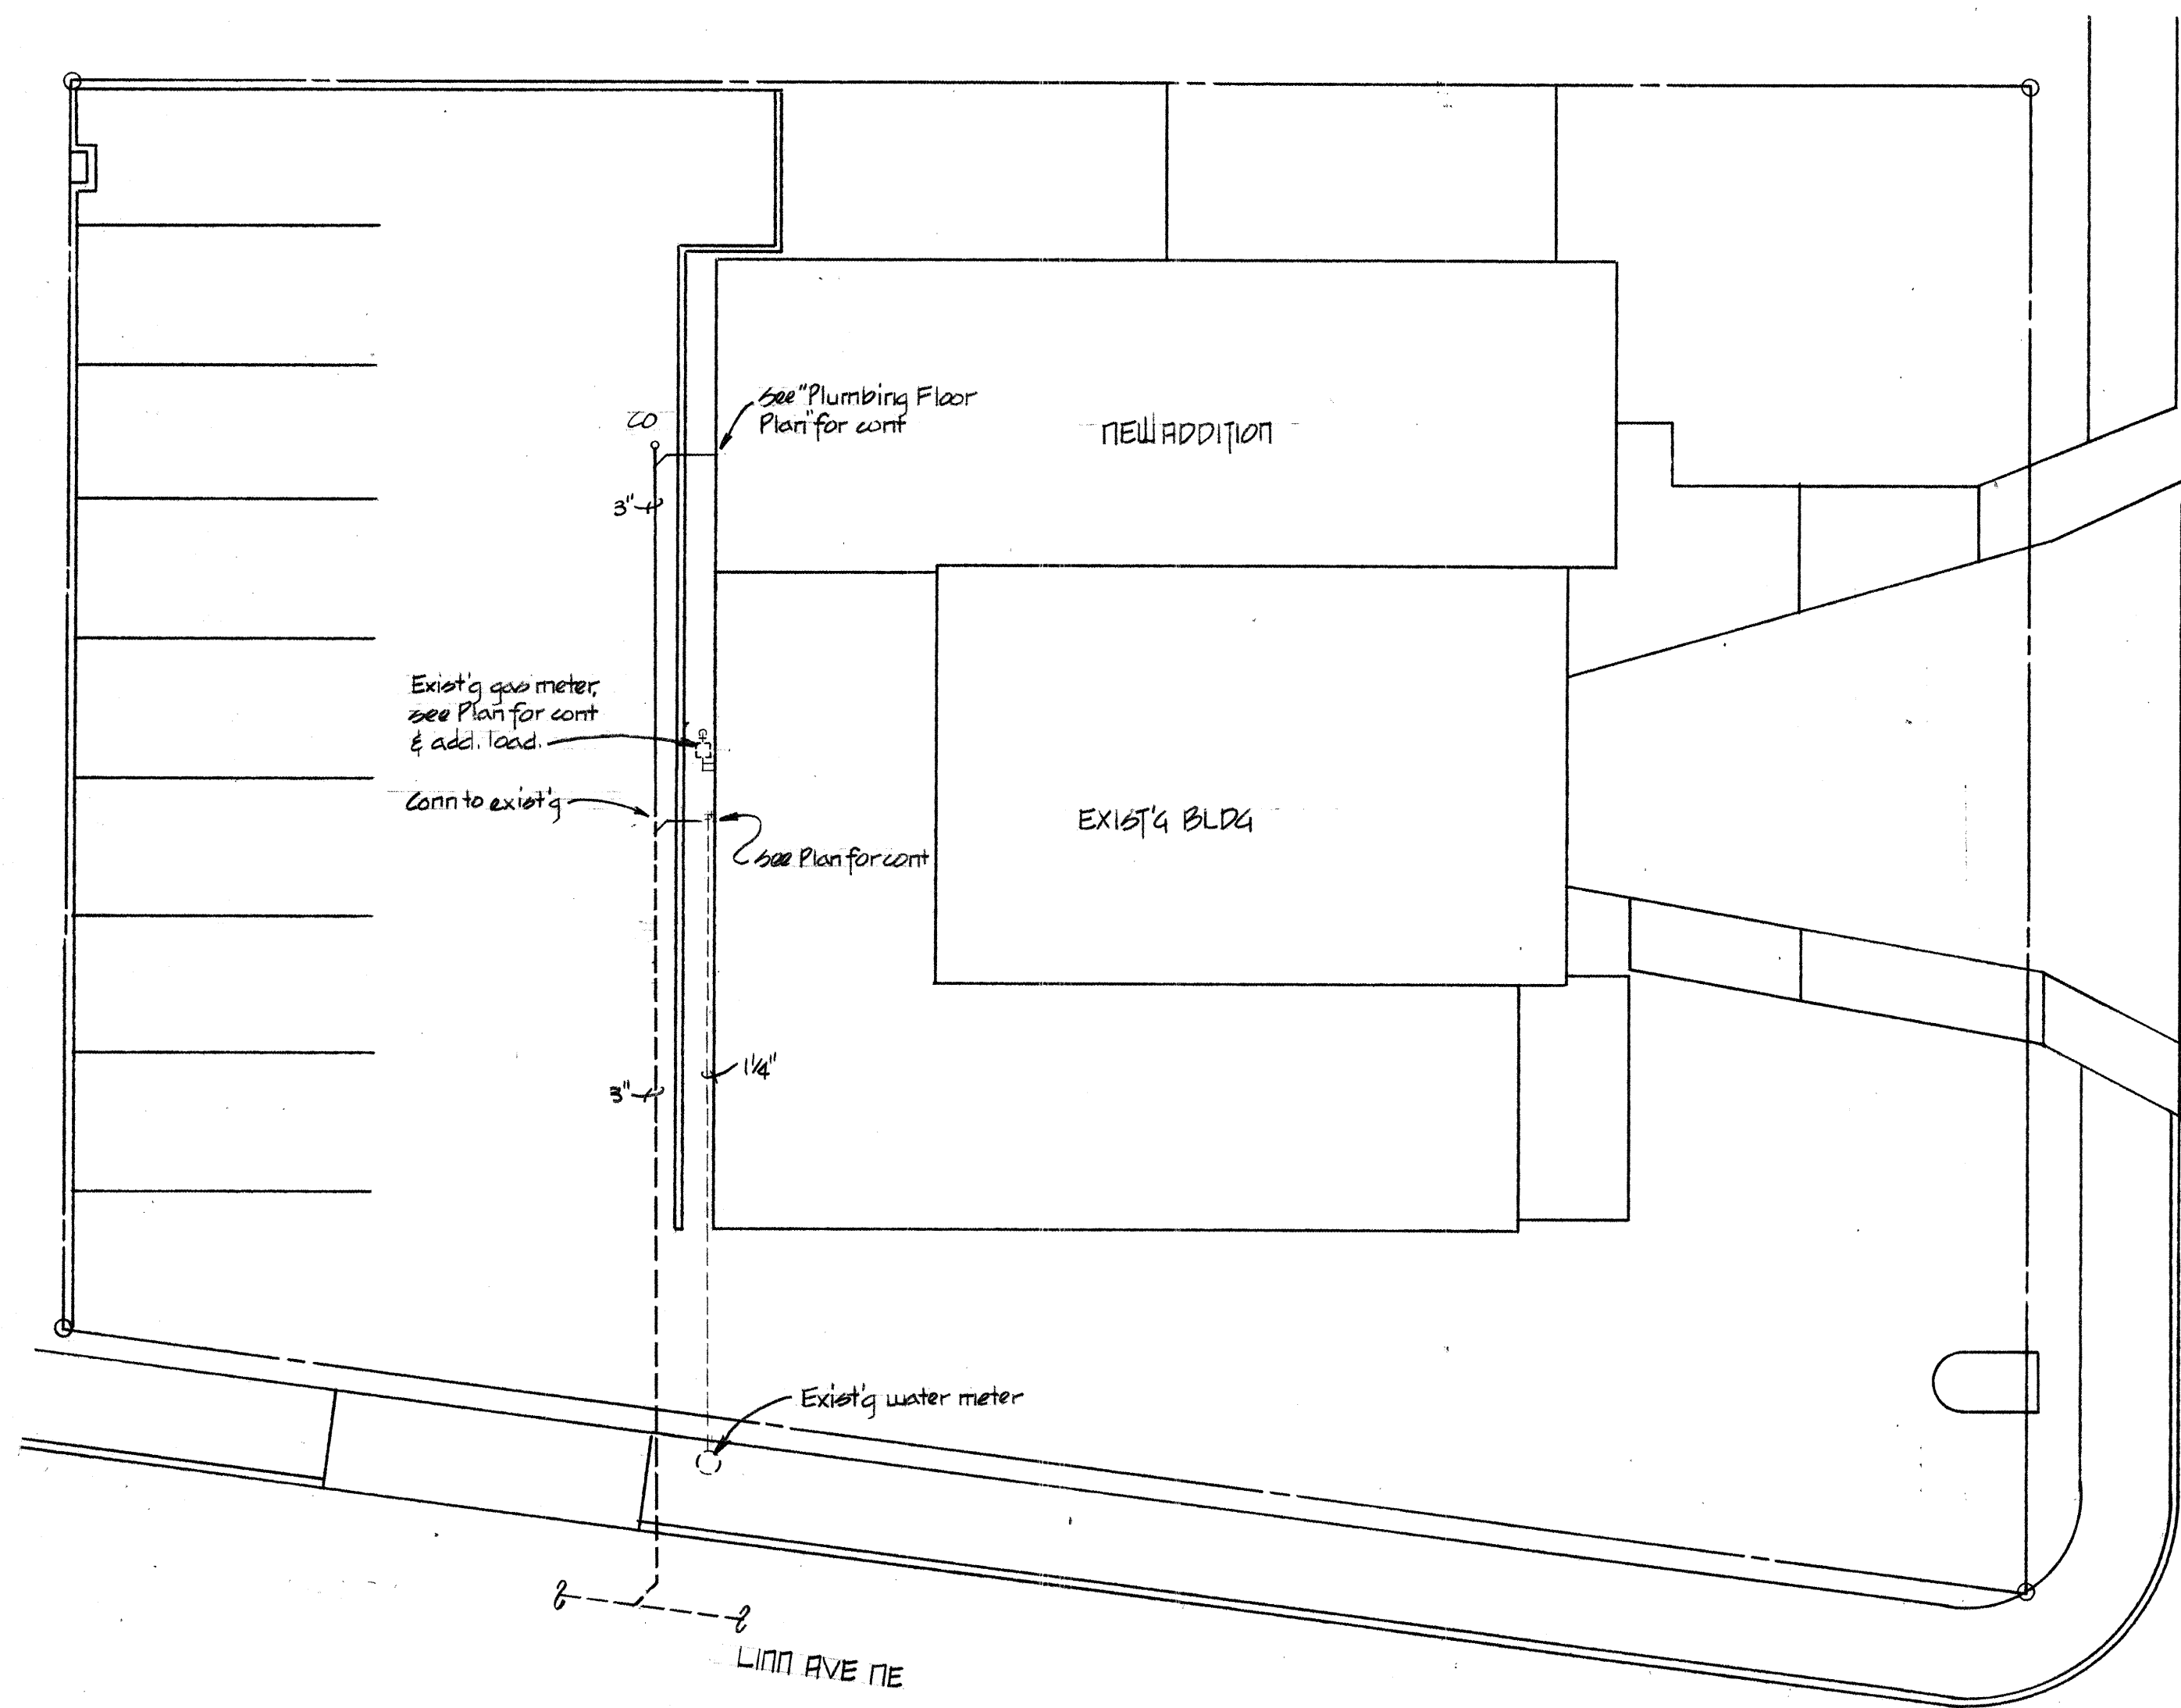 see "Plumbing Floor
Plan" for cont
CO
NEW ADDITION
3"
Exist'g gas meter,
see Plan for cont
& add. load.
G
Conn to exist'g
EXIST'G BLDG
see Plan for cont
1¼"
3"
Exist'g water meter
LINN AVE NE